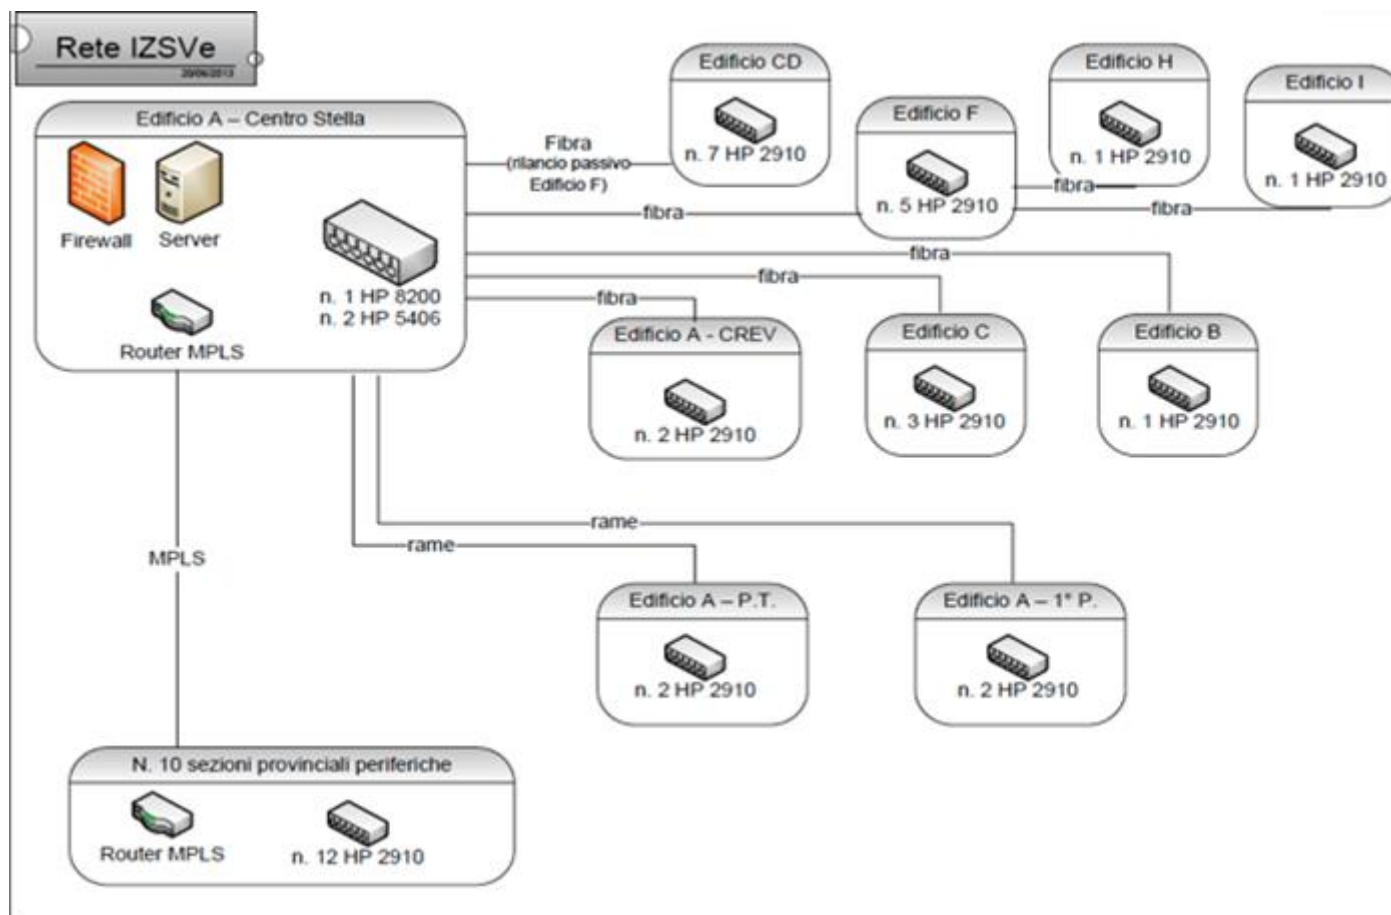 Rete IZSVe
20/06/2013
Edificio A – Centro Stella
Firewall
Server
n. 1 HP 8200
n. 2 HP 5406
Router MPLS
Fibra
(rilancio passivo
Edificio F)
Edificio CD
n. 7 HP 2910
fibra
Edificio F
n. 5 HP 2910
fibra
Edificio H
n. 1 HP 2910
fibra
Edificio I
n. 1 HP 2910
fibra
fibra
fibra
Edificio A - CREV
n. 2 HP 2910
Edificio C
n. 3 HP 2910
Edificio B
n. 1 HP 2910
rame
rame
MPLS
Edificio A – P.T.
n. 2 HP 2910
Edificio A – 1° P.
n. 2 HP 2910
N. 10 sezioni provinciali periferiche
Router MPLS
n. 12 HP 2910